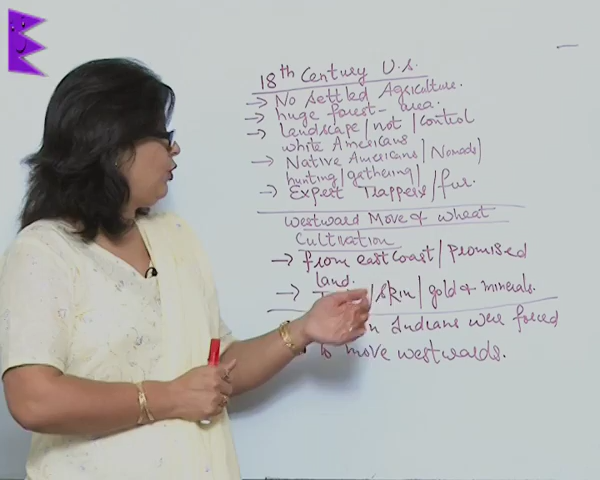 18th Century U.S.
→ No Settled Agriculture.
→ huge forest- area.
→ landscape/not/control
white Americans
→ Native Americans/Nomads/
hunting/gathering/
→ Expert Trappers/fur.
Westward Move & wheat
Cultivation
→ from east coast/promised
land.
→ /skin/gold & minerals.
Indians were forced
to move westwards.